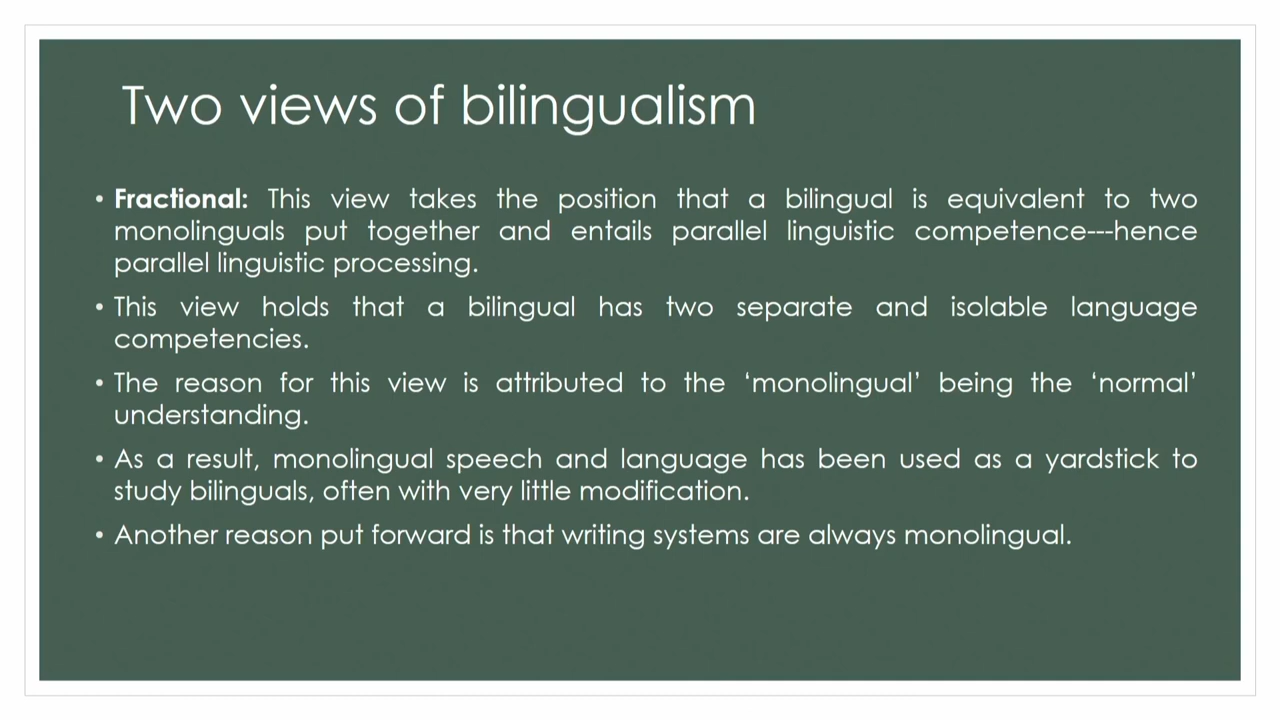 Two views of bilingualism
• Fractional: This view takes the position that a bilingual is equivalent to two
monolinguals put together and entails parallel linguistic competence---hence
parallel linguistic processing.
• This view holds that a bilingual has two separate and isolable language
competencies.
• The reason for this view is attributed to the ‘monolingual’ being the ‘normal’
understanding.
• As a result, monolingual speech and language has been used as a yardstick to
study bilinguals, often with very little modification.
• Another reason put forward is that writing systems are always monolingual.